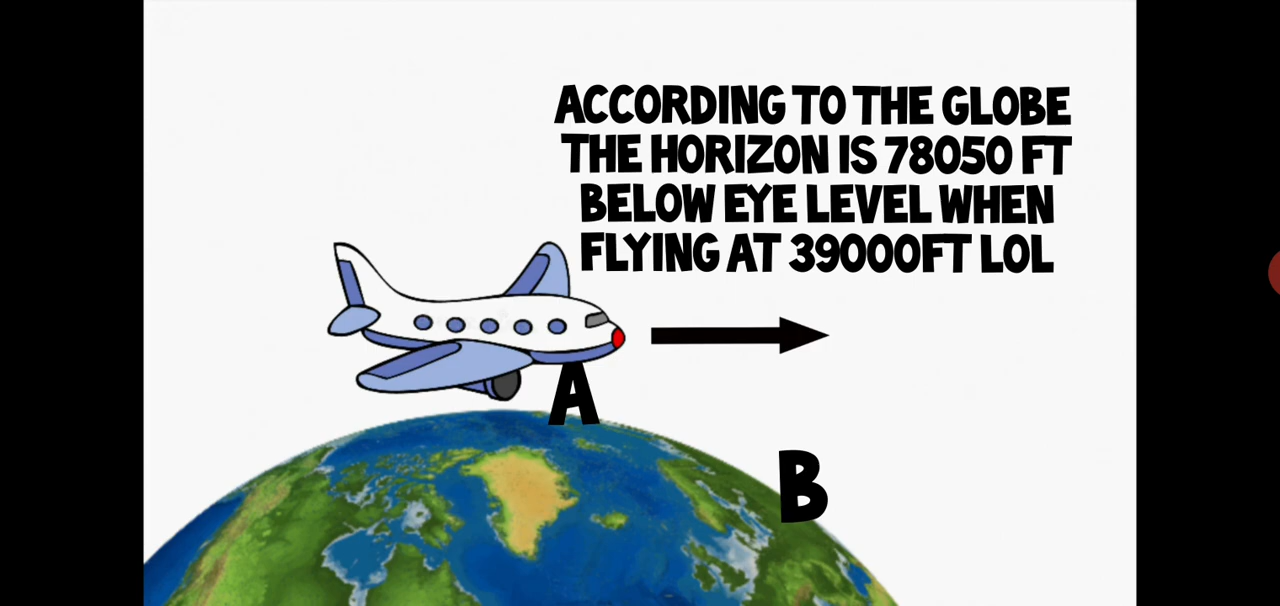 ACCORDING TO THE GLOBE
THE HORIZON IS 78050 FT
BELOW EYE LEVEL WHEN
FLYING AT 39000FT LOL
A
B